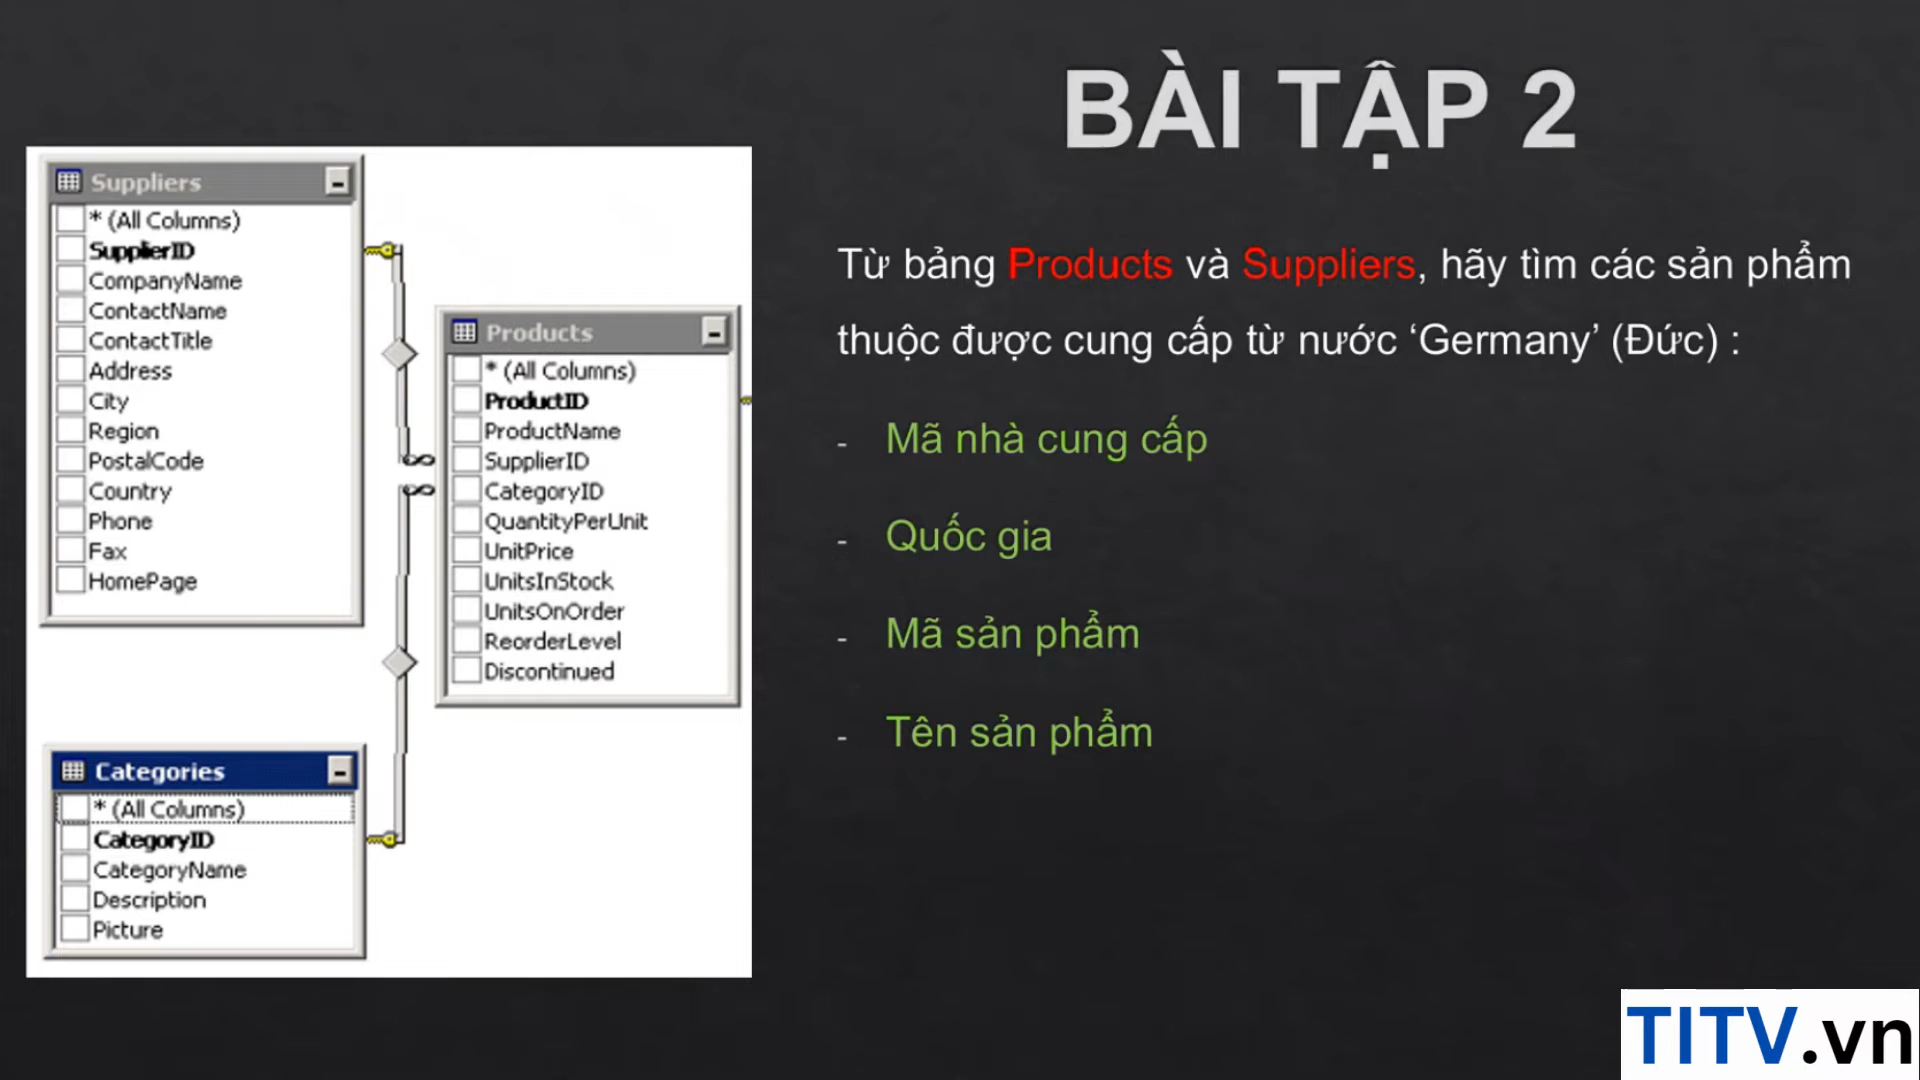 BÀI TẬP 2
Suppliers
* (All Columns)
SupplierID
CompanyName
ContactName
ContactTitle
Address
City
Region
PostalCode
Country
Phone
Fax
HomePage
Products
* (All Columns)
ProductID
ProductName
SupplierID
CategoryID
QuantityPerUnit
UnitPrice
UnitsInStock
UnitsOnOrder
ReorderLevel
Discontinued
Categories
* (All Columns)
CategoryID
CategoryName
Description
Picture
Từ bảng Products và Suppliers, hãy tìm các sản phẩm
thuộc được cung cấp từ nước ‘Germany’ (Đức) :
- Mã nhà cung cấp
- Quốc gia
- Mã sản phẩm
- Tên sản phẩm
TITV.vn